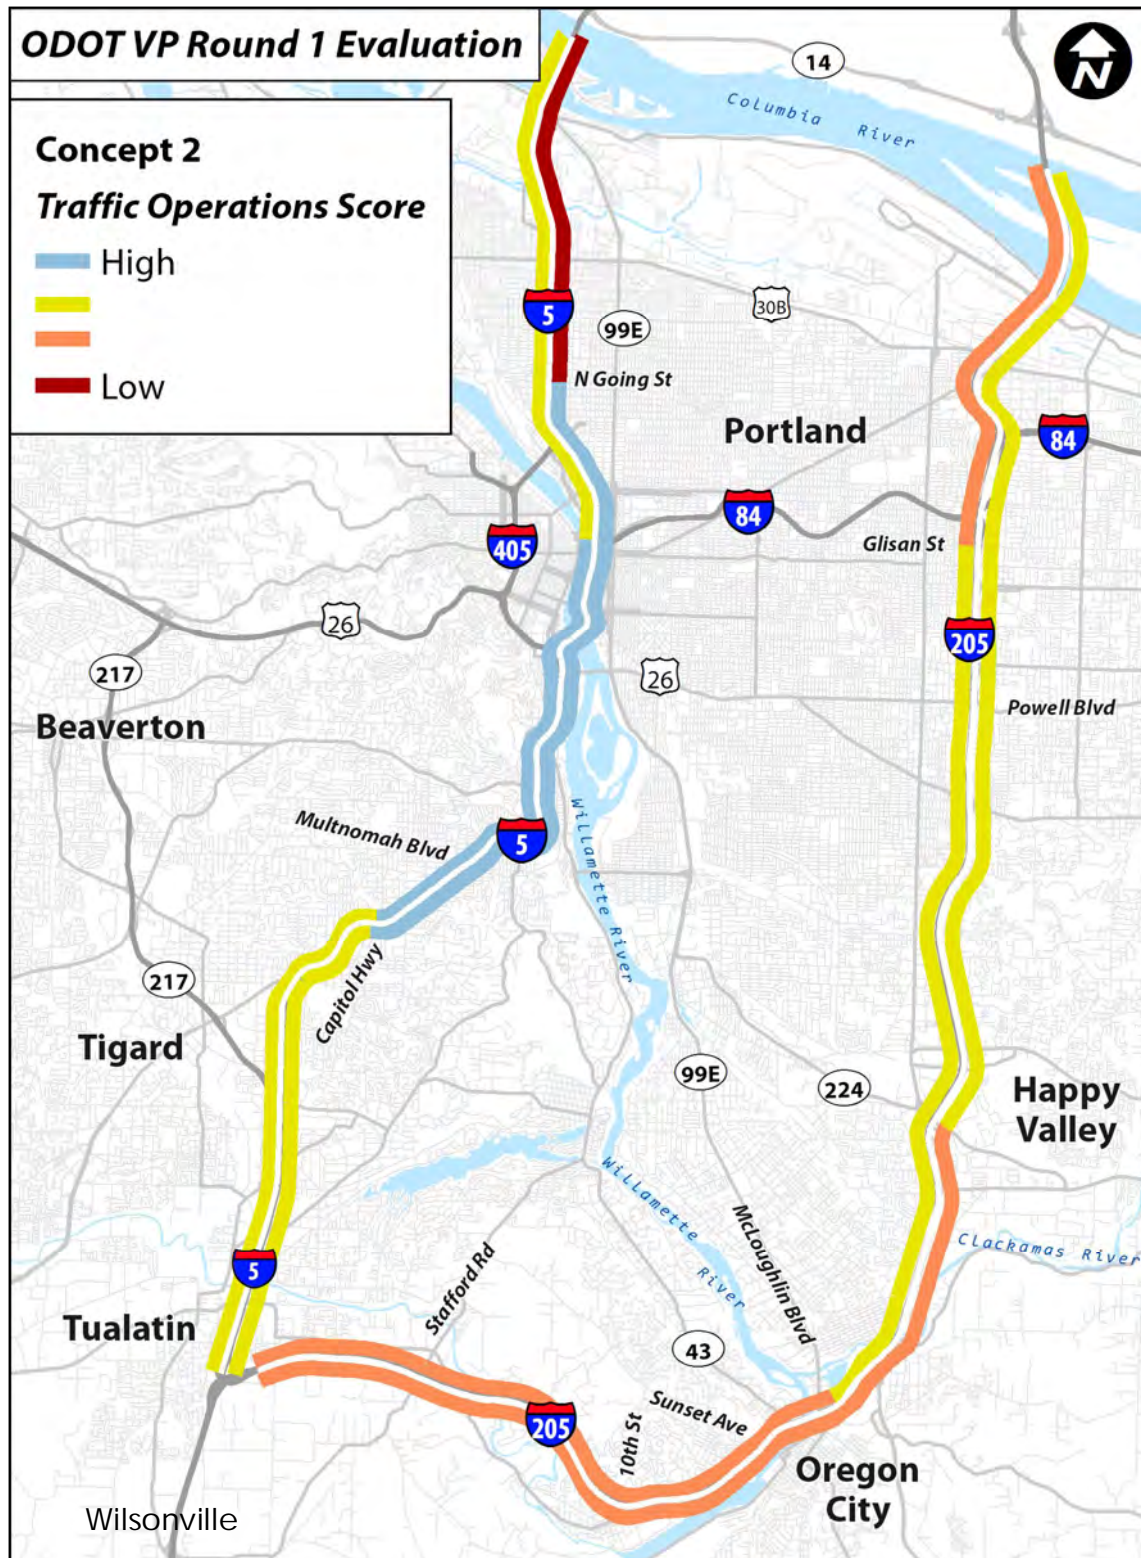 ODOT VP Round 1 Evaluation
N
14
Columbia River
Concept 2
Traffic Operations Score
High
Low
5
99E
30B
N Going St
Portland
84
84
405
Glisan St
26
205
217
26
Beaverton
Powell Blvd
Multnomah Blvd
5
Willamette River
Capitol Hwy
217
Tigard
99E
224
Happy
Valley
Willamette
River
McLoughlin Blvd
Clackamas River
Stafford Rd
5
Tualatin
43
Sunset Ave
205
10th St
Oregon
City
Wilsonville